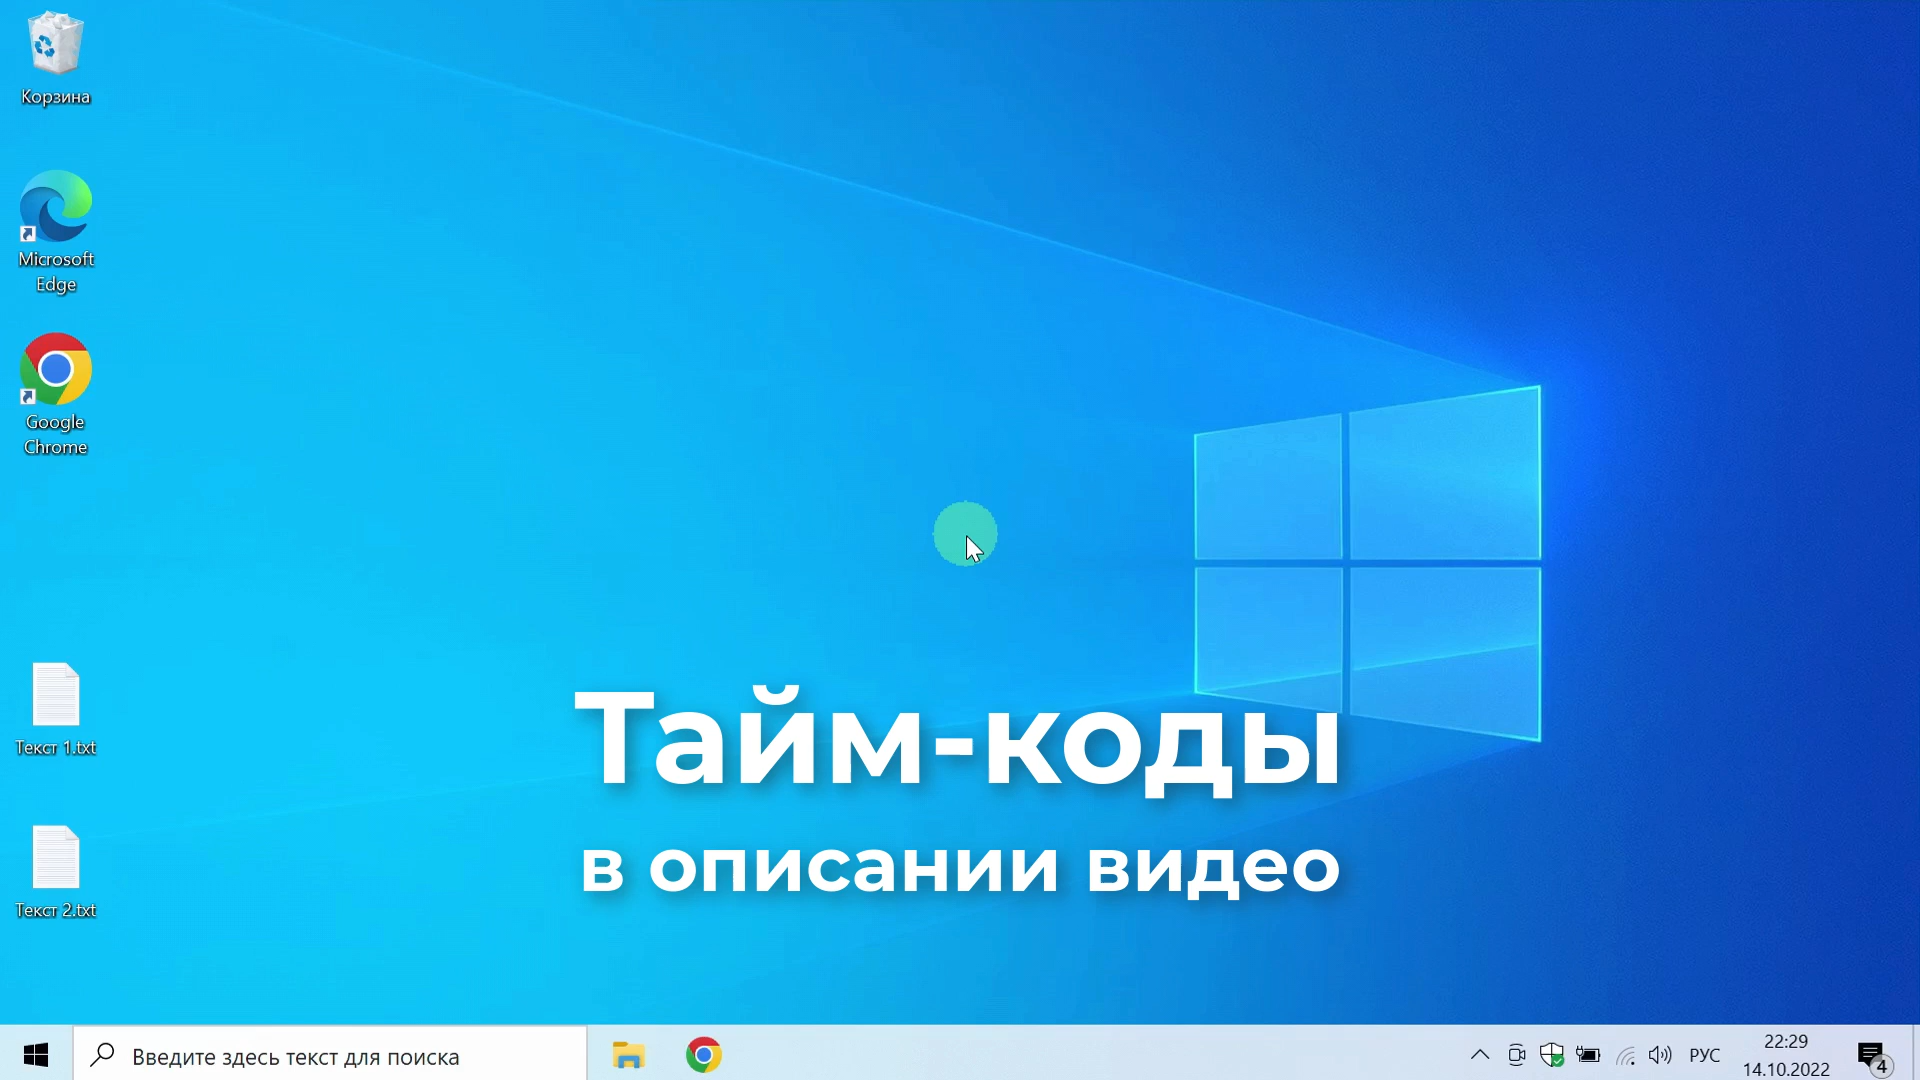 Корзина
Microsoft
Edge
Google
Chrome
Текст 1.txt
Текст 2.txt
Тайм-коды
в описании видео
Введите здесь текст для поиска
РУС
22:29
14.10.2022
4